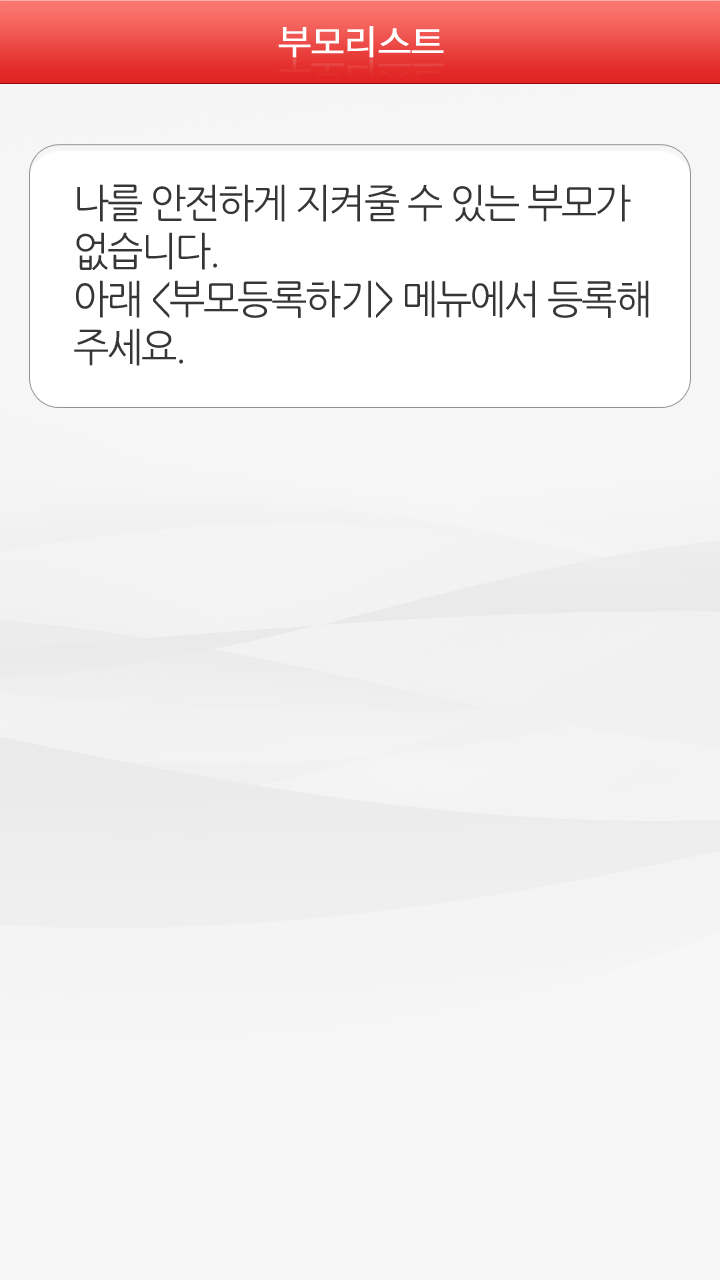 부모리스트
나를 안전하게 지켜줄 수 있는 부모가
없습니다.
아래 <부모등록하기> 메뉴에서 등록해
주세요.